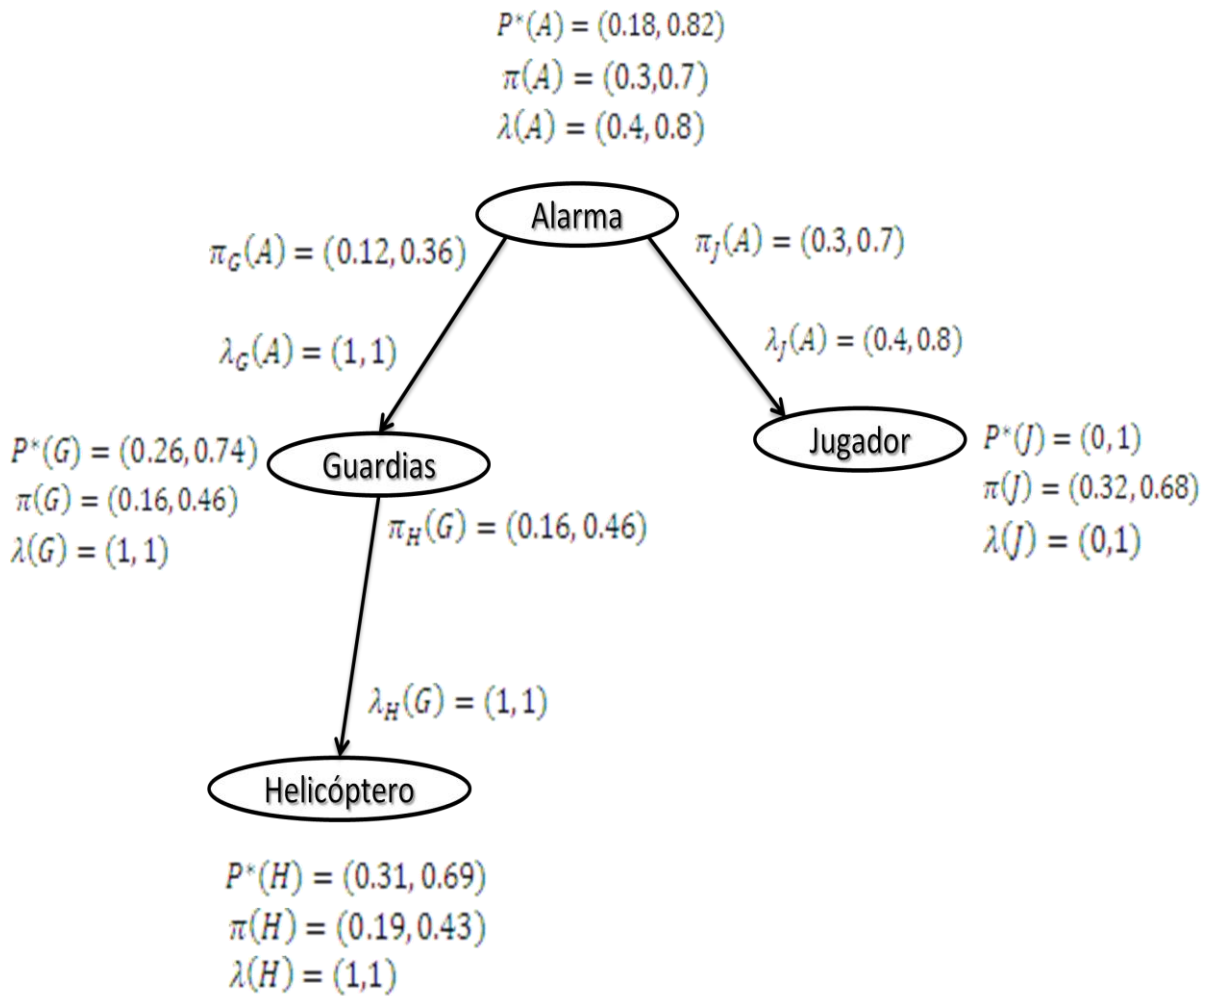 P*(A) = (0.18, 0.82)
π(A) = (0.3,0.7)
λ(A) = (0.4, 0.8)
Alarma
π_G(A) = (0.12, 0.36)
π_J(A) = (0.3, 0.7)
λ_G(A) = (1, 1)
λ_J(A) = (0.4, 0.8)
P*(G) = (0.26, 0.74)
π(G) = (0.16, 0.46)
λ(G) = (1, 1)
Guardias
Jugador
P*(J) = (0, 1)
π(J) = (0.32, 0.68)
λ(J) = (0,1)
π_H(G) = (0.16, 0.46)
λ_H(G) = (1, 1)
Helicóptero
P*(H) = (0.31, 0.69)
π(H) = (0.19, 0.43)
λ(H) = (1,1)